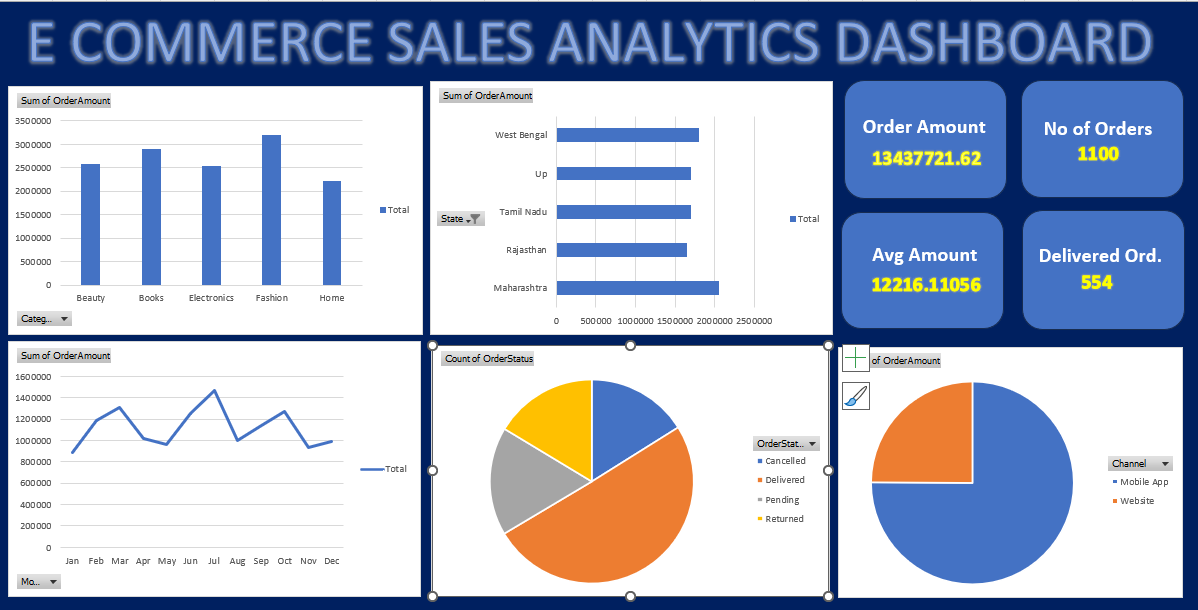 E COMMERCE SALES ANALYTICS DASHBOARD
Sum of OrderAmount
3500000
3000000
2500000
2000000
1500000
1000000
500000
0
Beauty Books Electronics Fashion Home
Total
Categ...
Sum of OrderAmount
State
West Bengal
Up
Tamil Nadu
Rajasthan
Maharashtra
0 500000 1000000 1500000 2000000 2500000
Total
Order Amount
13437721.62
No of Orders
1100
Avg Amount
12216.11056
Delivered Ord.
554
Sum of OrderAmount
1600000
1400000
1200000
1000000
800000
600000
400000
200000
0
Jan Feb Mar Apr May Jun Jul Aug Sep Oct Nov Dec
Total
Mo...
Count of OrderStatus
OrderStat...
Cancelled
Delivered
Pending
Returned
of OrderAmount
Channel
Mobile App
Website